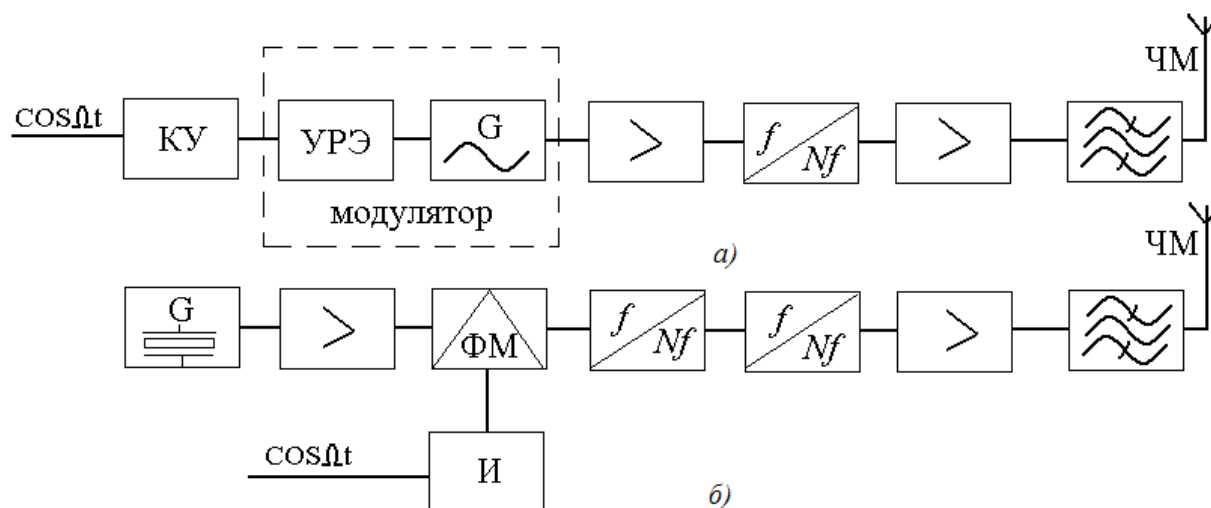 ЧМ
cosΩt КУ УРЭ G f/Nf
модулятор
а)
ЧМ
G ФМ f/Nf f/Nf
cosΩt И
б)